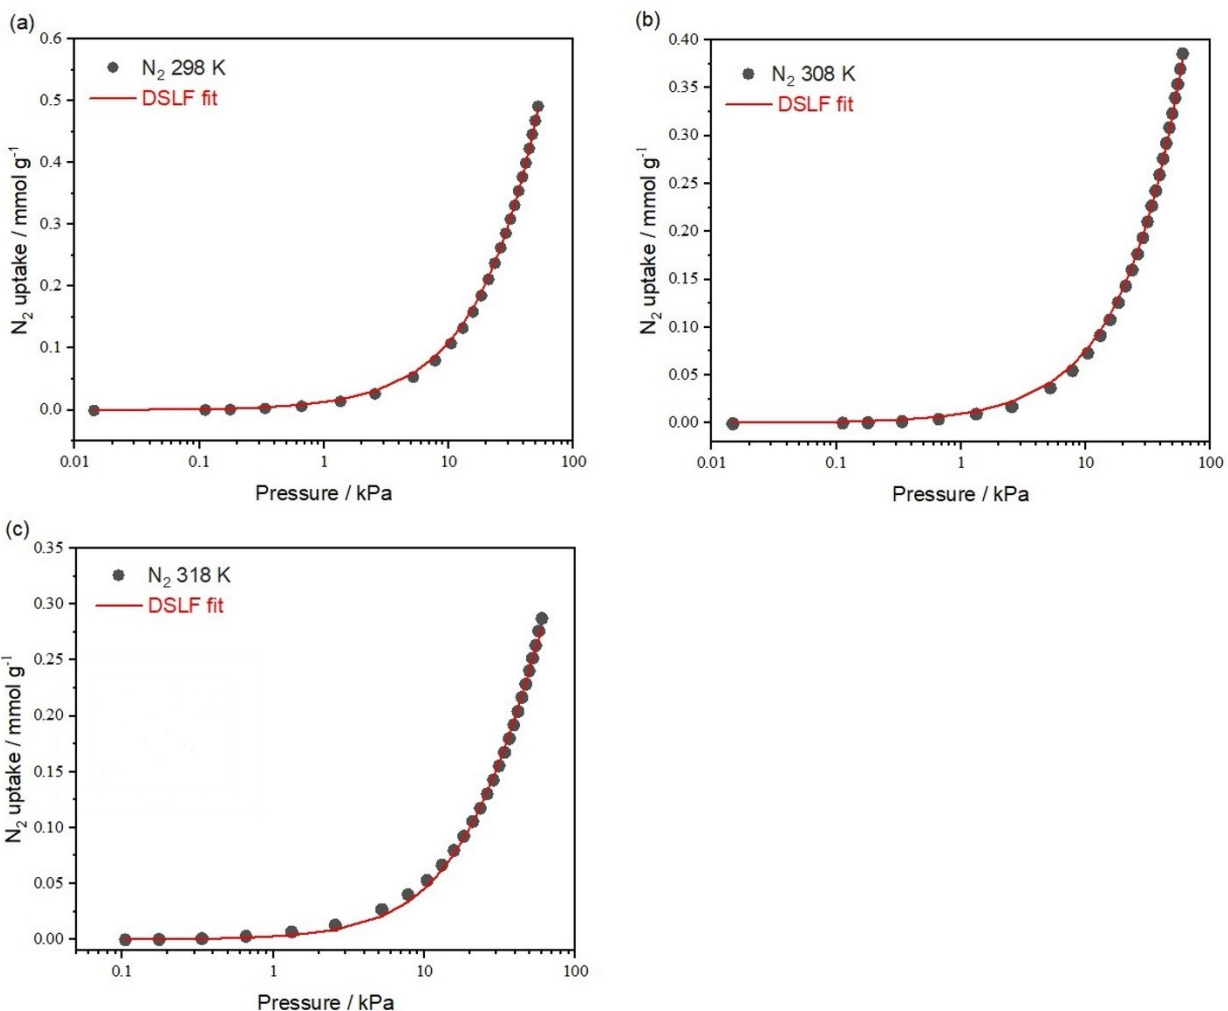 (a)
N₂ 298 K
DSLF fit
0.6
0.5
0.4
0.3
0.2
0.1
0.0
N₂ uptake / mmol g⁻¹
0.01 0.1 1 10 100
Pressure / kPa
(b)
N₂ 308 K
DSLF fit
0.40
0.35
0.30
0.25
0.20
0.15
0.10
0.05
0.00
N₂ uptake / mmol g⁻¹
0.01 0.1 1 10 100
Pressure / kPa
(c)
N₂ 318 K
DSLF fit
0.35
0.30
0.25
0.20
0.15
0.10
0.05
0.00
N₂ uptake / mmol g⁻¹
0.1 1 10 100
Pressure / kPa